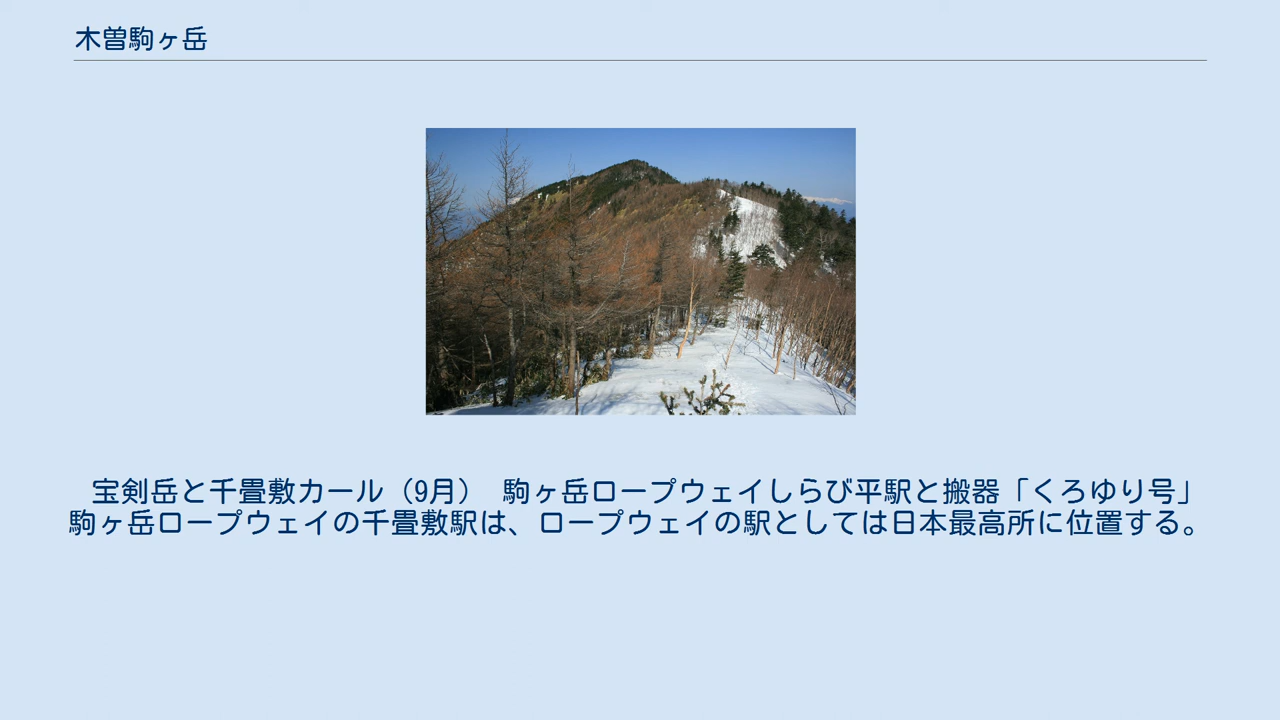 木曽駒ヶ岳
宝剣岳と千畳敷カール（9月） 駒ヶ岳ロープウェイしらび平駅と搬器「くろゆり号」
駒ヶ岳ロープウェイの千畳敷駅は、ロープウェイの駅としては日本最高所に位置する。